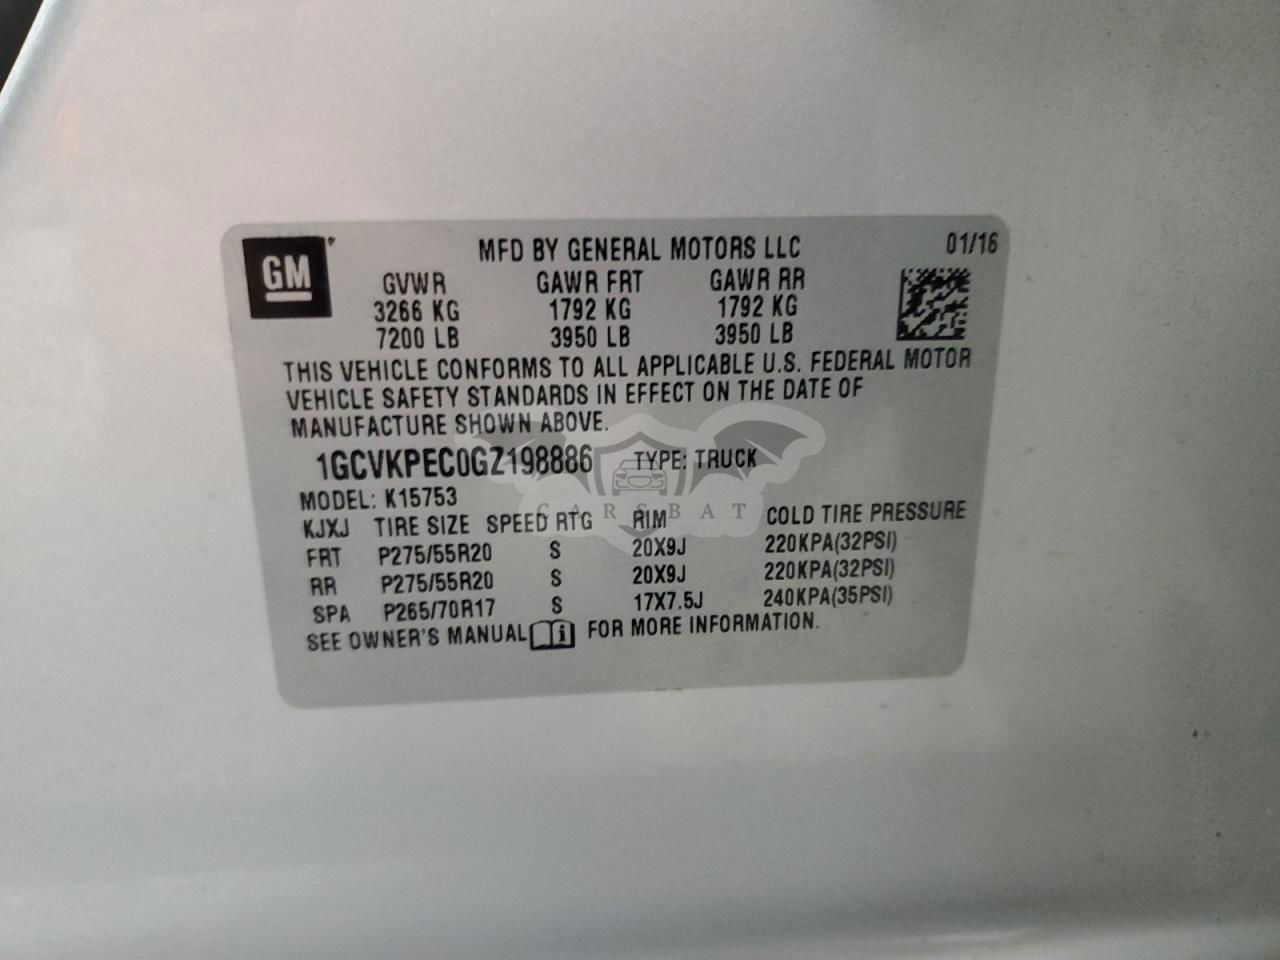 GM
MFD BY GENERAL MOTORS LLC 01/16
GVWR GAWR FRT GAWR RR
3266 KG 1792 KG 1792 KG
7200 LB 3950 LB 3950 LB
THIS VEHICLE CONFORMS TO ALL APPLICABLE U.S. FEDERAL MOTOR
VEHICLE SAFETY STANDARDS IN EFFECT ON THE DATE OF
MANUFACTURE SHOWN ABOVE.
1GCVKPEC0GZ198886 TYPE: TRUCK
MODEL: K15753
CARSBAT
KJXJ TIRE SIZE SPEED RTG RIM COLD TIRE PRESSURE
FRT P275/55R20 S 20X9J 220KPA(32PSI)
RR P275/55R20 S 20X9J 220KPA(32PSI)
SPA P265/70R17 S 17X7.5J 240KPA(35PSI)
SEE OWNER'S MANUAL i FOR MORE INFORMATION.